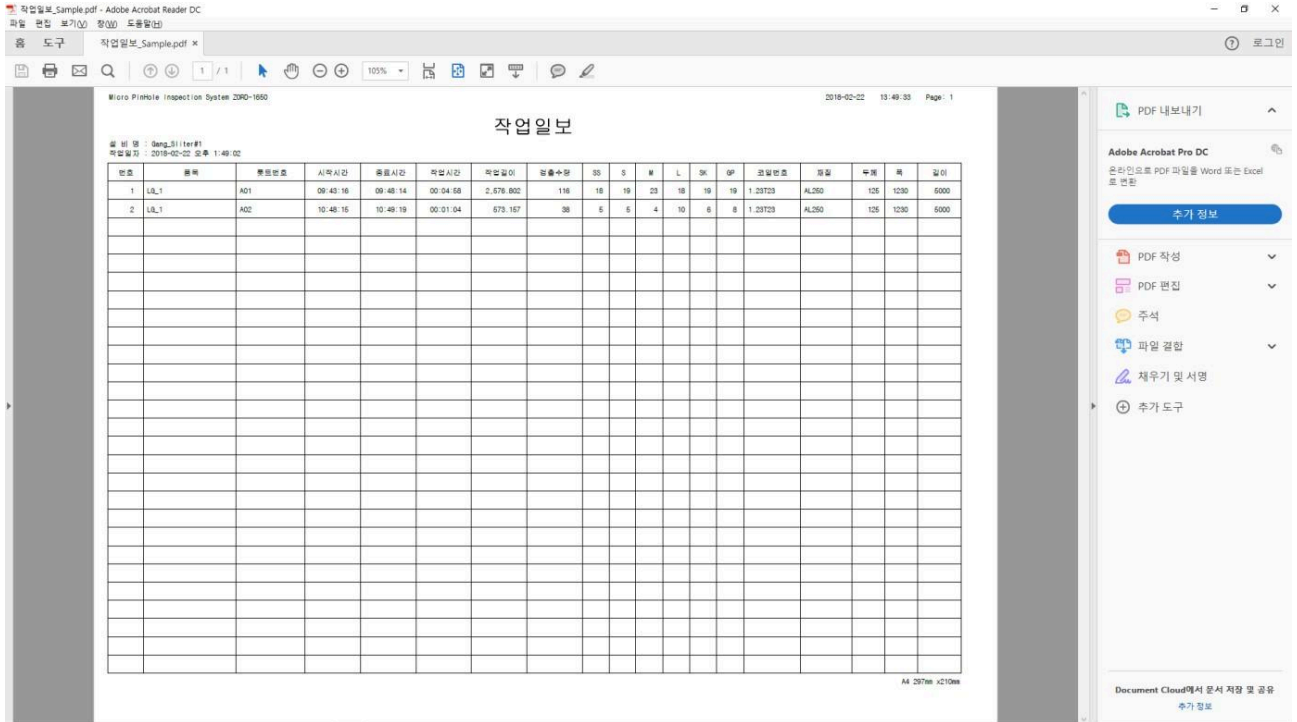 작업일보_Sample.pdf - Adobe Acrobat Reader DC
파일 편집 보기(V) 창(W) 도움말(H)
홈 도구 작업일보_Sample.pdf × 로그인
1 / 1 105%
Micro PinHole Inspection System ZORD-1650 2018-02-22 13:49:33 Page: 1
작업일보
설 비 명 : Gang_Sliter#1
작업일자 : 2018-02-22 오후 1:49:02
번호 품목 롯트번호 시작시간 종료시간 작업시간 작업길이 검출수량 SS S M L SK GP 코일번호 재질 두께 폭 길이
1 LG_1 A01 09:43:16 09:48:14 00:04:58 2,576.802 116 18 19 23 18 19 19 1.23T23 AL250 125 1230 5000
2 LG_1 A02 10:48:15 10:49:19 00:01:04 573.157 38 5 5 4 10 6 8 1.23T23 AL250 125 1230 5000
A4 297mm x210mm
PDF 내보내기
Adobe Acrobat Pro DC
온라인으로 PDF 파일을 Word 또는 Excel
로 변환
추가 정보
PDF 작성
PDF 편집
주석
파일 결합
채우기 및 서명
추가 도구
Document Cloud에서 문서 저장 및 공유
추가 정보